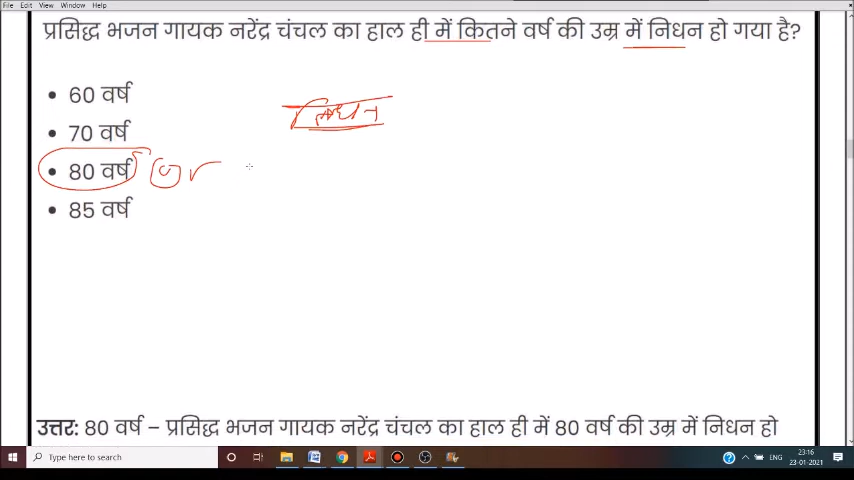 File Edit View Window Help
प्रसिद्ध भजन गायक नरेंद्र चंचल का हाल ही में कितने वर्ष की उम्र में निधन हो गया है?
• 60 वर्ष
• 70 वर्ष
• 80 वर्ष
• 85 वर्ष
उत्तर: 80 वर्ष – प्रसिद्ध भजन गायक नरेंद्र चंचल का हाल ही में 80 वर्ष की उम्र में निधन हो
Type here to search
ENG
23:16
23-01-2021